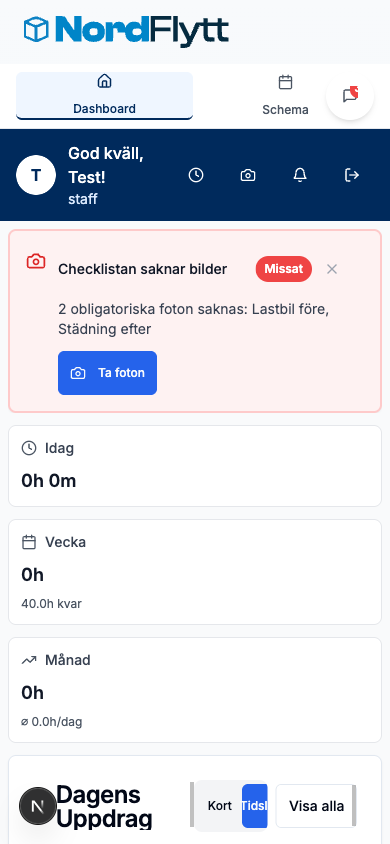 NordFlytt
Dashboard
Schema
T
God kväll,
Test!
staff
Checklistan saknar bilder
Missat
2 obligatoriska foton saknas: Lastbil före,
Städning efter
Ta foton
Idag
0h 0m
Vecka
0h
40.0h kvar
Månad
0h
⌀ 0.0h/dag
N
Dagens
Uppdrag
Kort
Visa alla